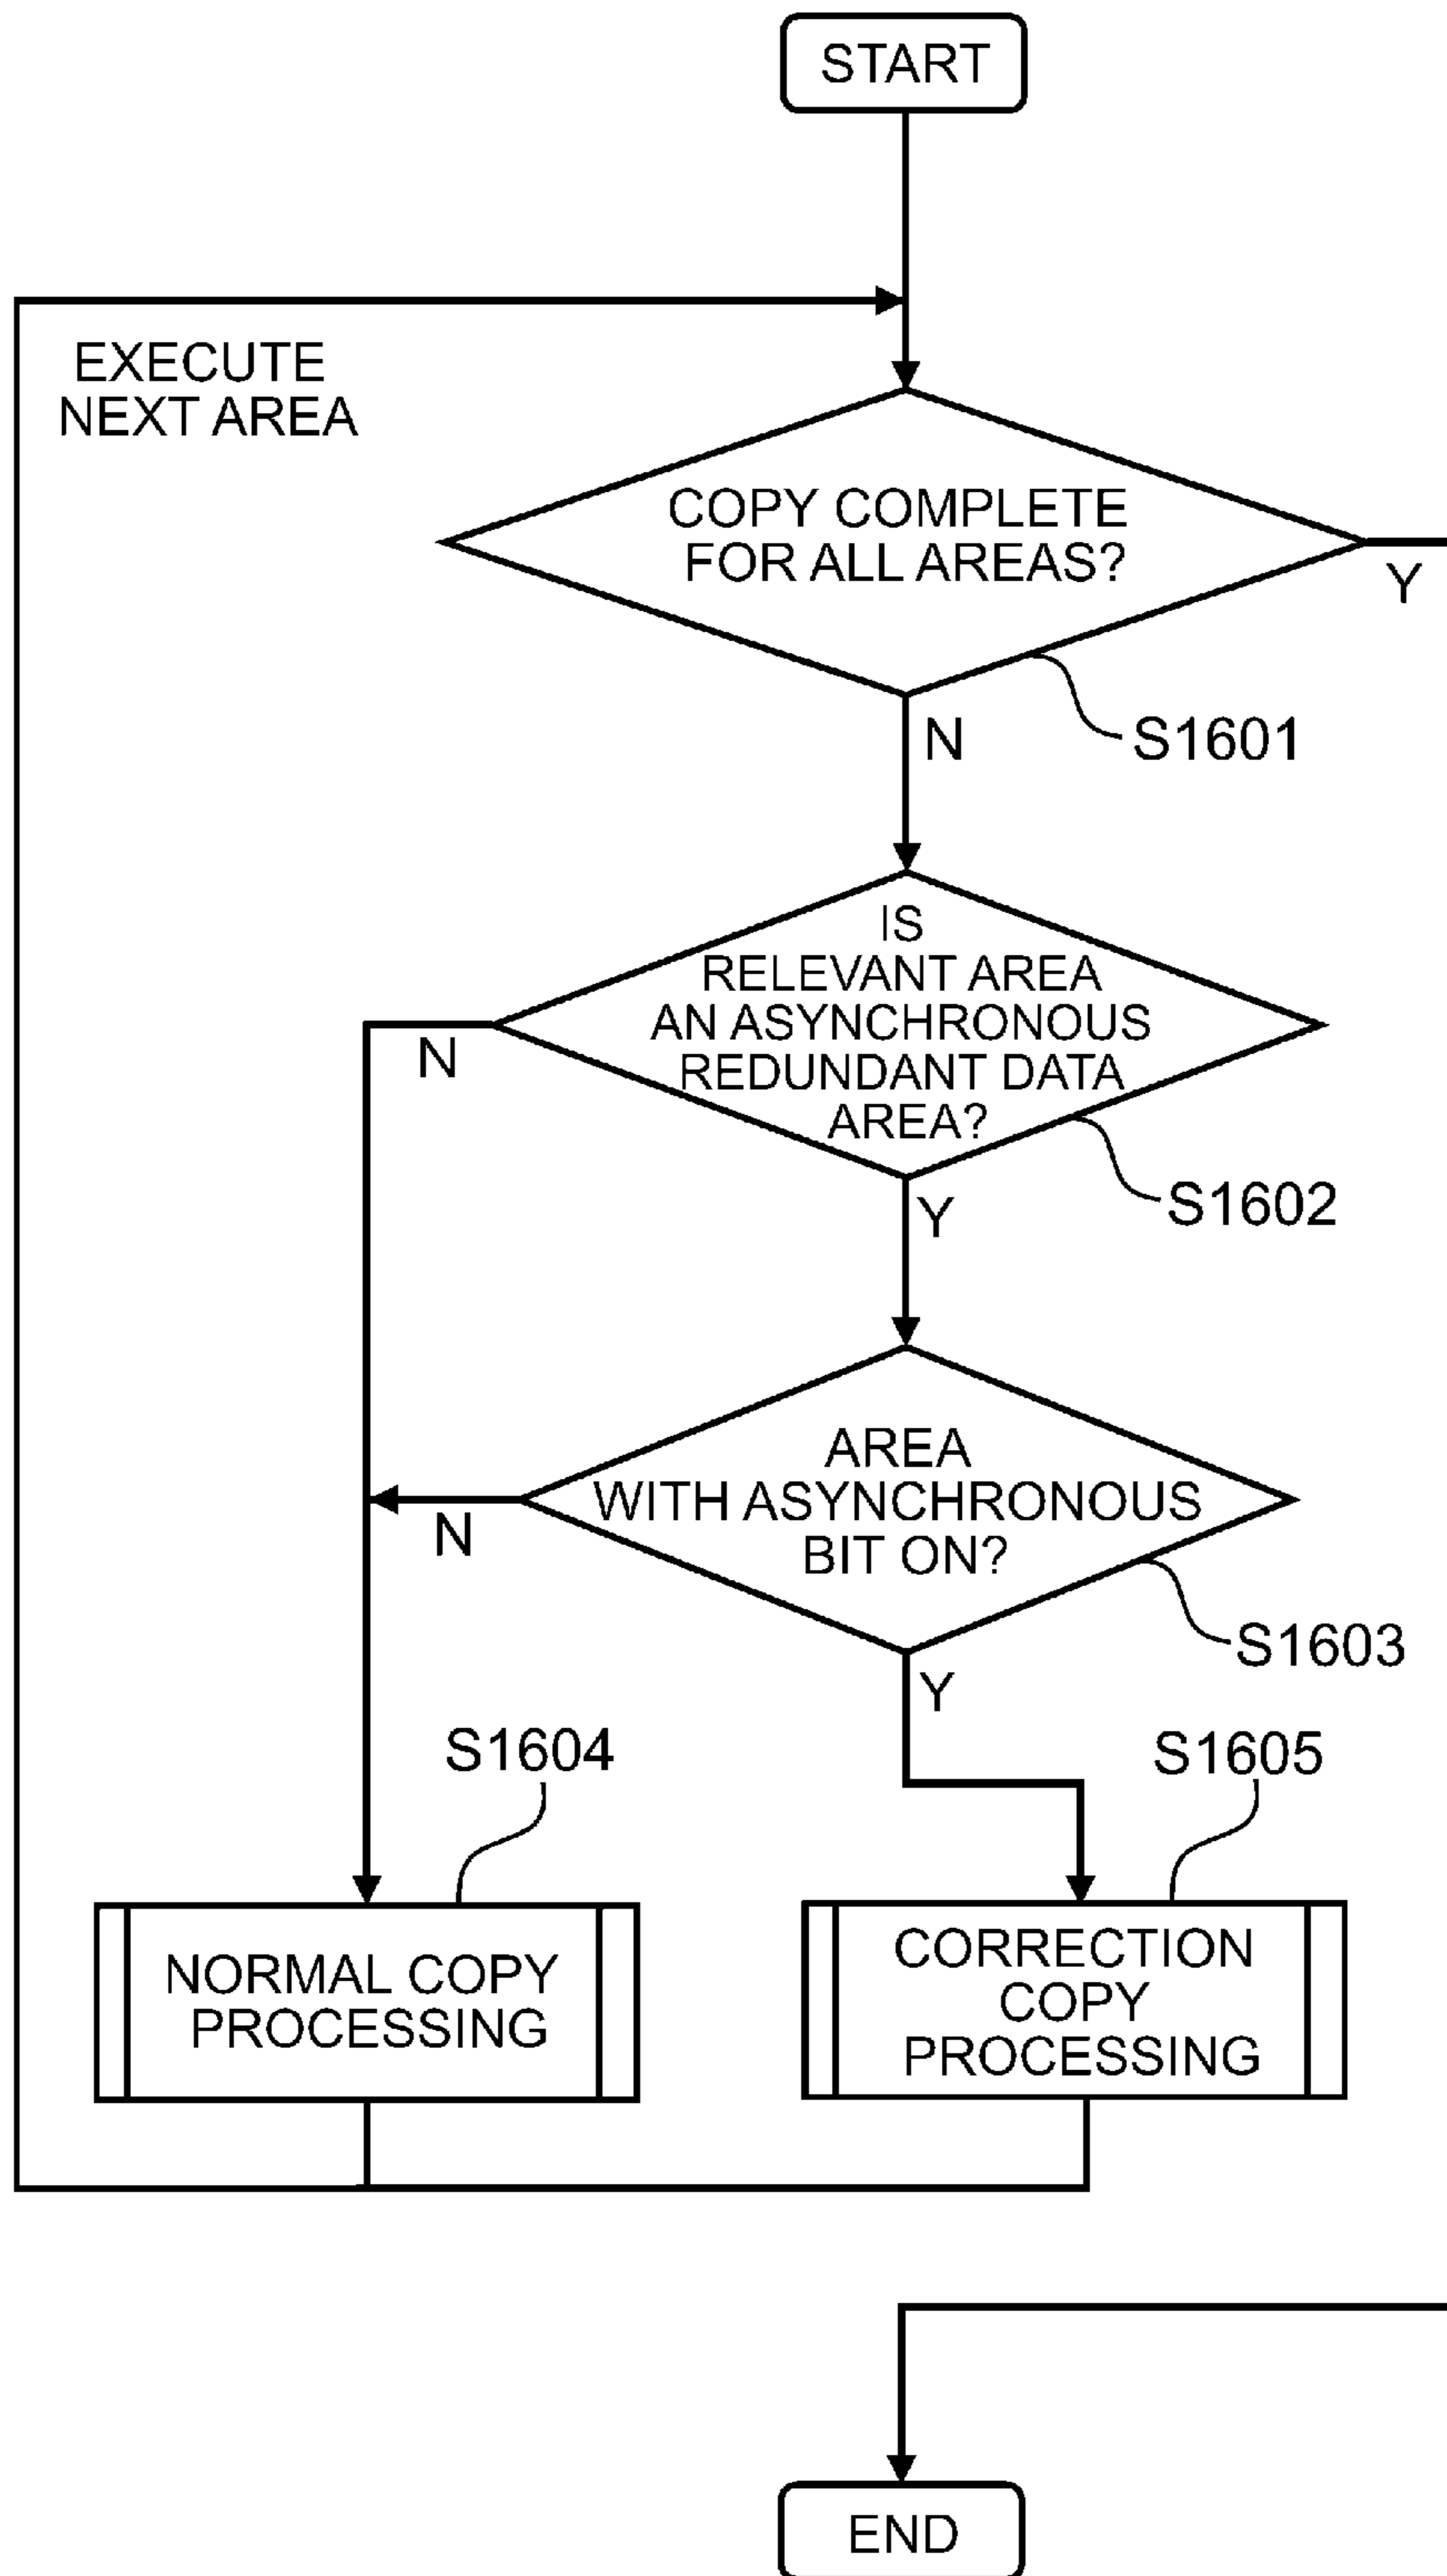 START
EXECUTE
NEXT AREA
COPY COMPLETE
FOR ALL AREAS?
Y
N
S1601
IS
RELEVANT AREA
AN ASYNCHRONOUS
REDUNDANT DATA
AREA?
N
Y
S1602
AREA
WITH ASYNCHRONOUS
BIT ON?
N
Y
S1603
S1604
NORMAL COPY
PROCESSING
S1605
CORRECTION
COPY
PROCESSING
END